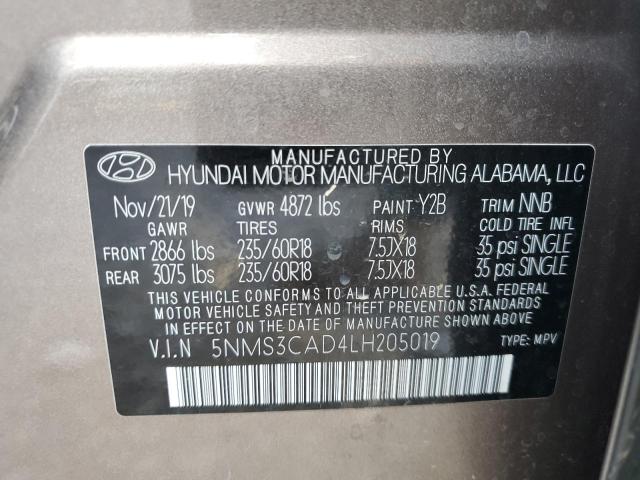 MANUFACTURED BY
HYUNDAI MOTOR MANUFACTURING ALABAMA, LLC
Nov/21/19 GVWR 4872 lbs PAINT Y2B TRIM NNB
GAWR TIRES RIMS COLD TIRE INFL
FRONT 2866 lbs 235/60R18 7.5JX18 35 psi SINGLE
REAR 3075 lbs 235/60R18 7.5JX18 35 psi SINGLE
THIS VEHICLE CONFORMS TO ALL APPLICABLE U.S.A. FEDERAL
MOTOR VEHICLE SAFETY AND THEFT PREVENTION STANDARDS
IN EFFECT ON THE DATE OF MANUFACTURE SHOWN ABOVE.
V.I.N 5NMS3CAD4LH205019 TYPE: MPV